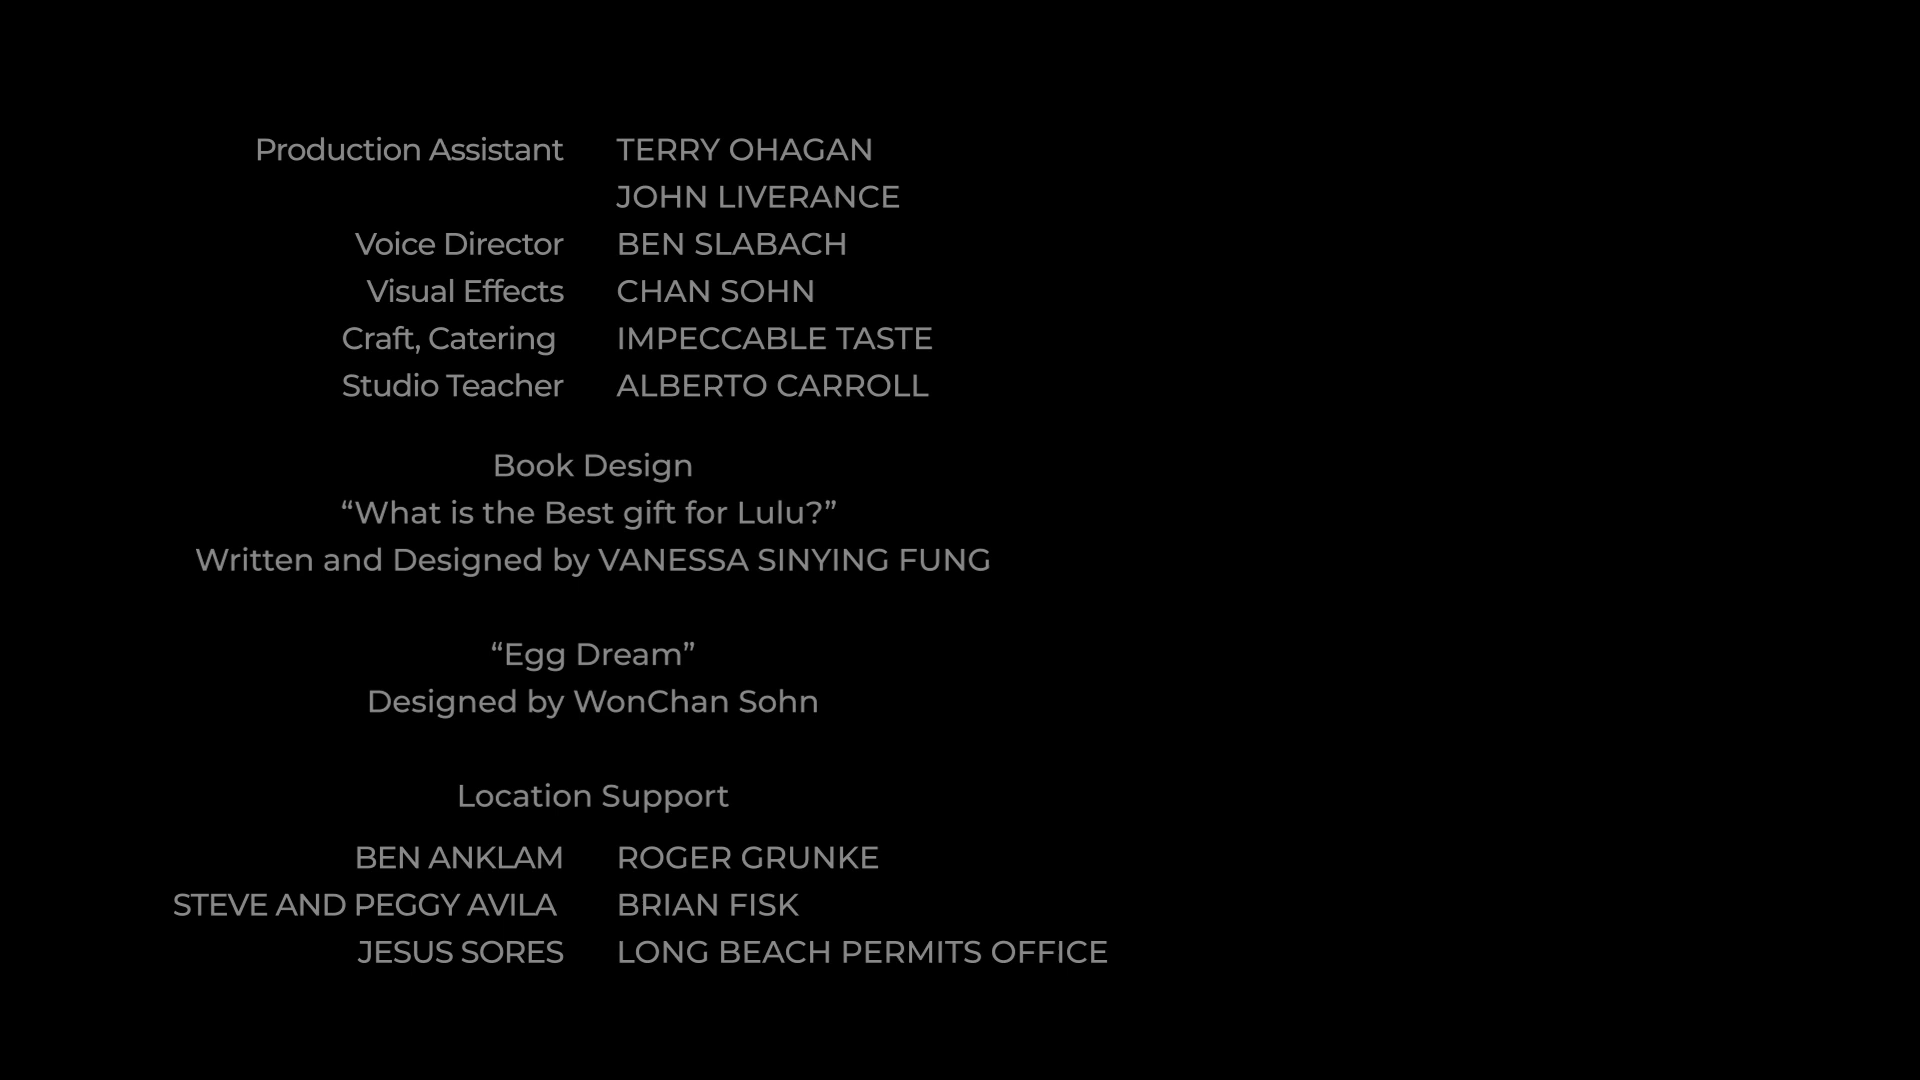 Production Assistant TERRY OHAGAN
JOHN LIVERANCE
Voice Director BEN SLABACH
Visual Effects CHAN SOHN
Craft, Catering IMPECCABLE TASTE
Studio Teacher ALBERTO CARROLL
Book Design
“What is the Best gift for Lulu?”
Written and Designed by VANESSA SINYING FUNG
“Egg Dream”
Designed by WonChan Sohn
Location Support
BEN ANKLAM ROGER GRUNKE
STEVE AND PEGGY AVILA BRIAN FISK
JESUS SORES LONG BEACH PERMITS OFFICE